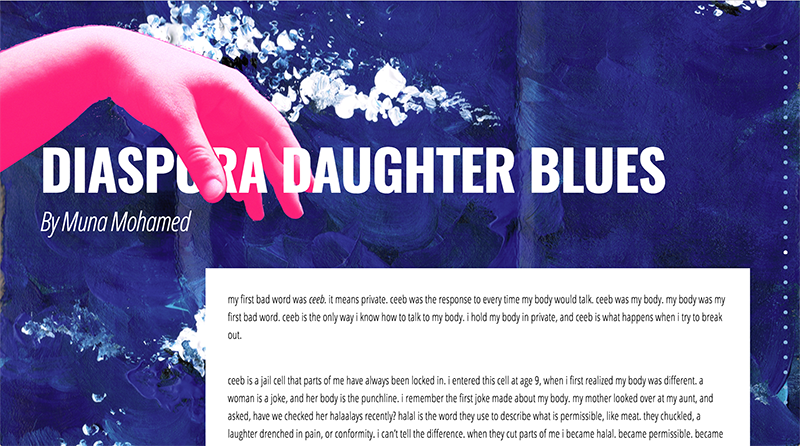 DIASPORA DAUGHTER BLUES
By Muna Mohamed
my first bad word was ceeb. it means private. ceeb was the response to every time my body would talk. ceeb was my body. my body was my
first bad word. ceeb is the only way i know how to talk to my body. i hold my body in private, and ceeb is what happens when i try to break
out.
ceeb is a jail cell that parts of me have always been locked in. i entered this cell at age 9, when i first realized my body was different. a
woman is a joke, and her body is the punchline. i remember the first joke made about my body. my mother looked over at my aunt, and
asked, have we checked her halaalays recently? halal is the word they use to describe what is permissible, like meat. they chuckled, a
laughter drenched in pain, or conformity. i can't tell the difference. when they cut parts of me i became halal. became permissible. became